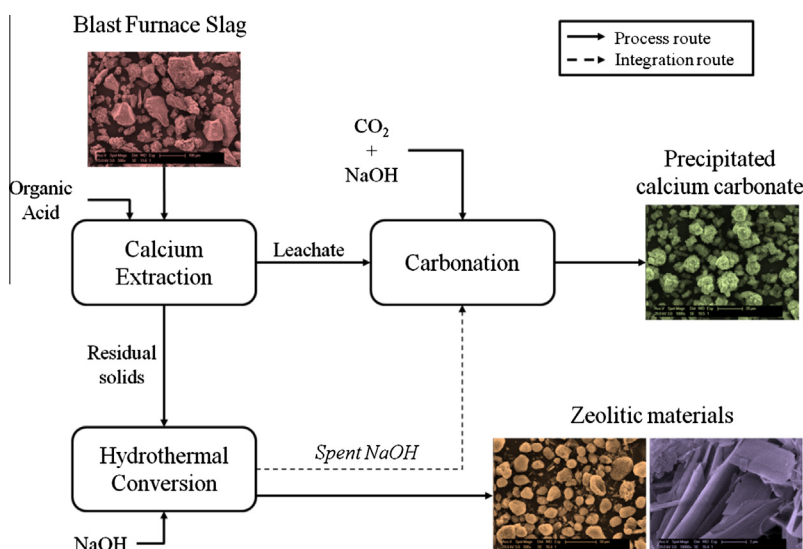 Blast Furnace Slag
Process route
Integration route
CO2
+
NaOH
Precipitated
calcium carbonate
Organic
Acid
Calcium
Extraction
Leachate
Carbonation
Residual
solids
Zeolitic materials
Hydrothermal
Conversion
Spent NaOH
NaOH